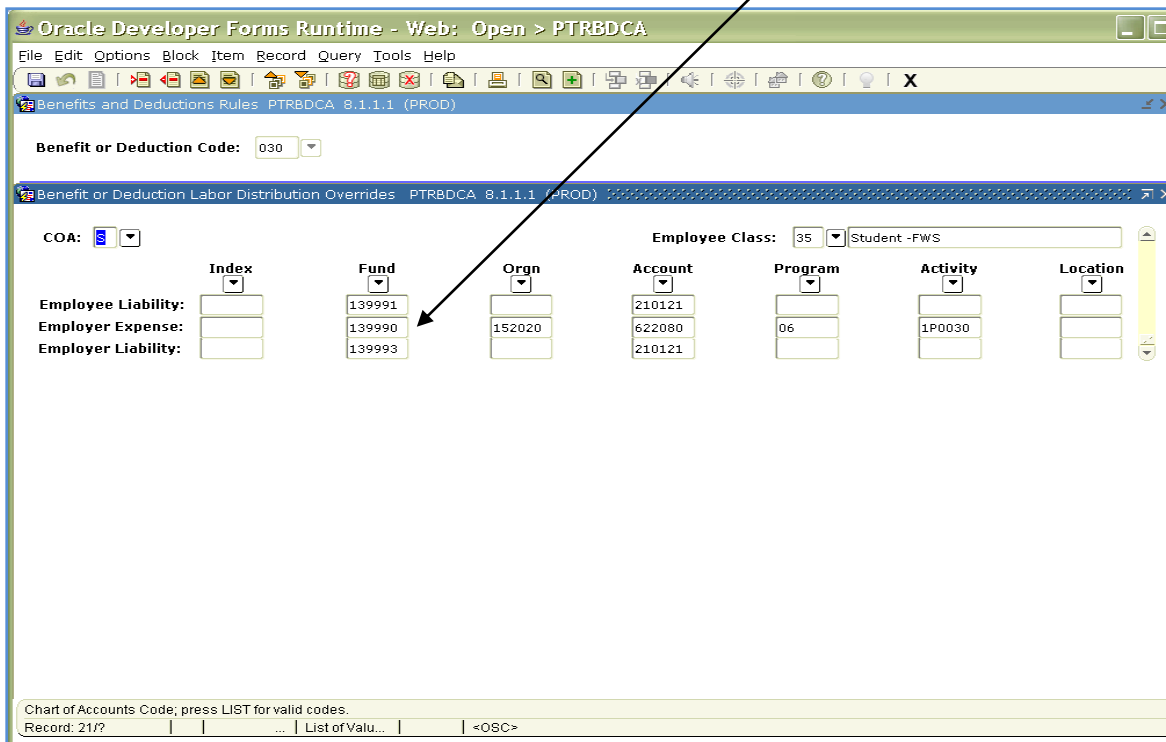 Oracle Developer Forms Runtime - Web: Open > PTRBDCA
File Edit Options Block Item Record Query Tools Help
X
Benefits and Deductions Rules PTRBDCA 8.1.1.1 (PROD)
Benefit or Deduction Code: 030
Benefit or Deduction Labor Distribution Overrides PTRBDCA 8.1.1.1 (PROD)
COA: S Employee Class: 35 Student -FWS
Index Fund Orgn Account Program Activity Location
Employee Liability: 139991 210121
Employer Expense: 139990 152020 622080 06 1P0030
Employer Liability: 139993 210121
Chart of Accounts Code; press LIST for valid codes.
Record: 21/? ... List of Valu... <OSC>